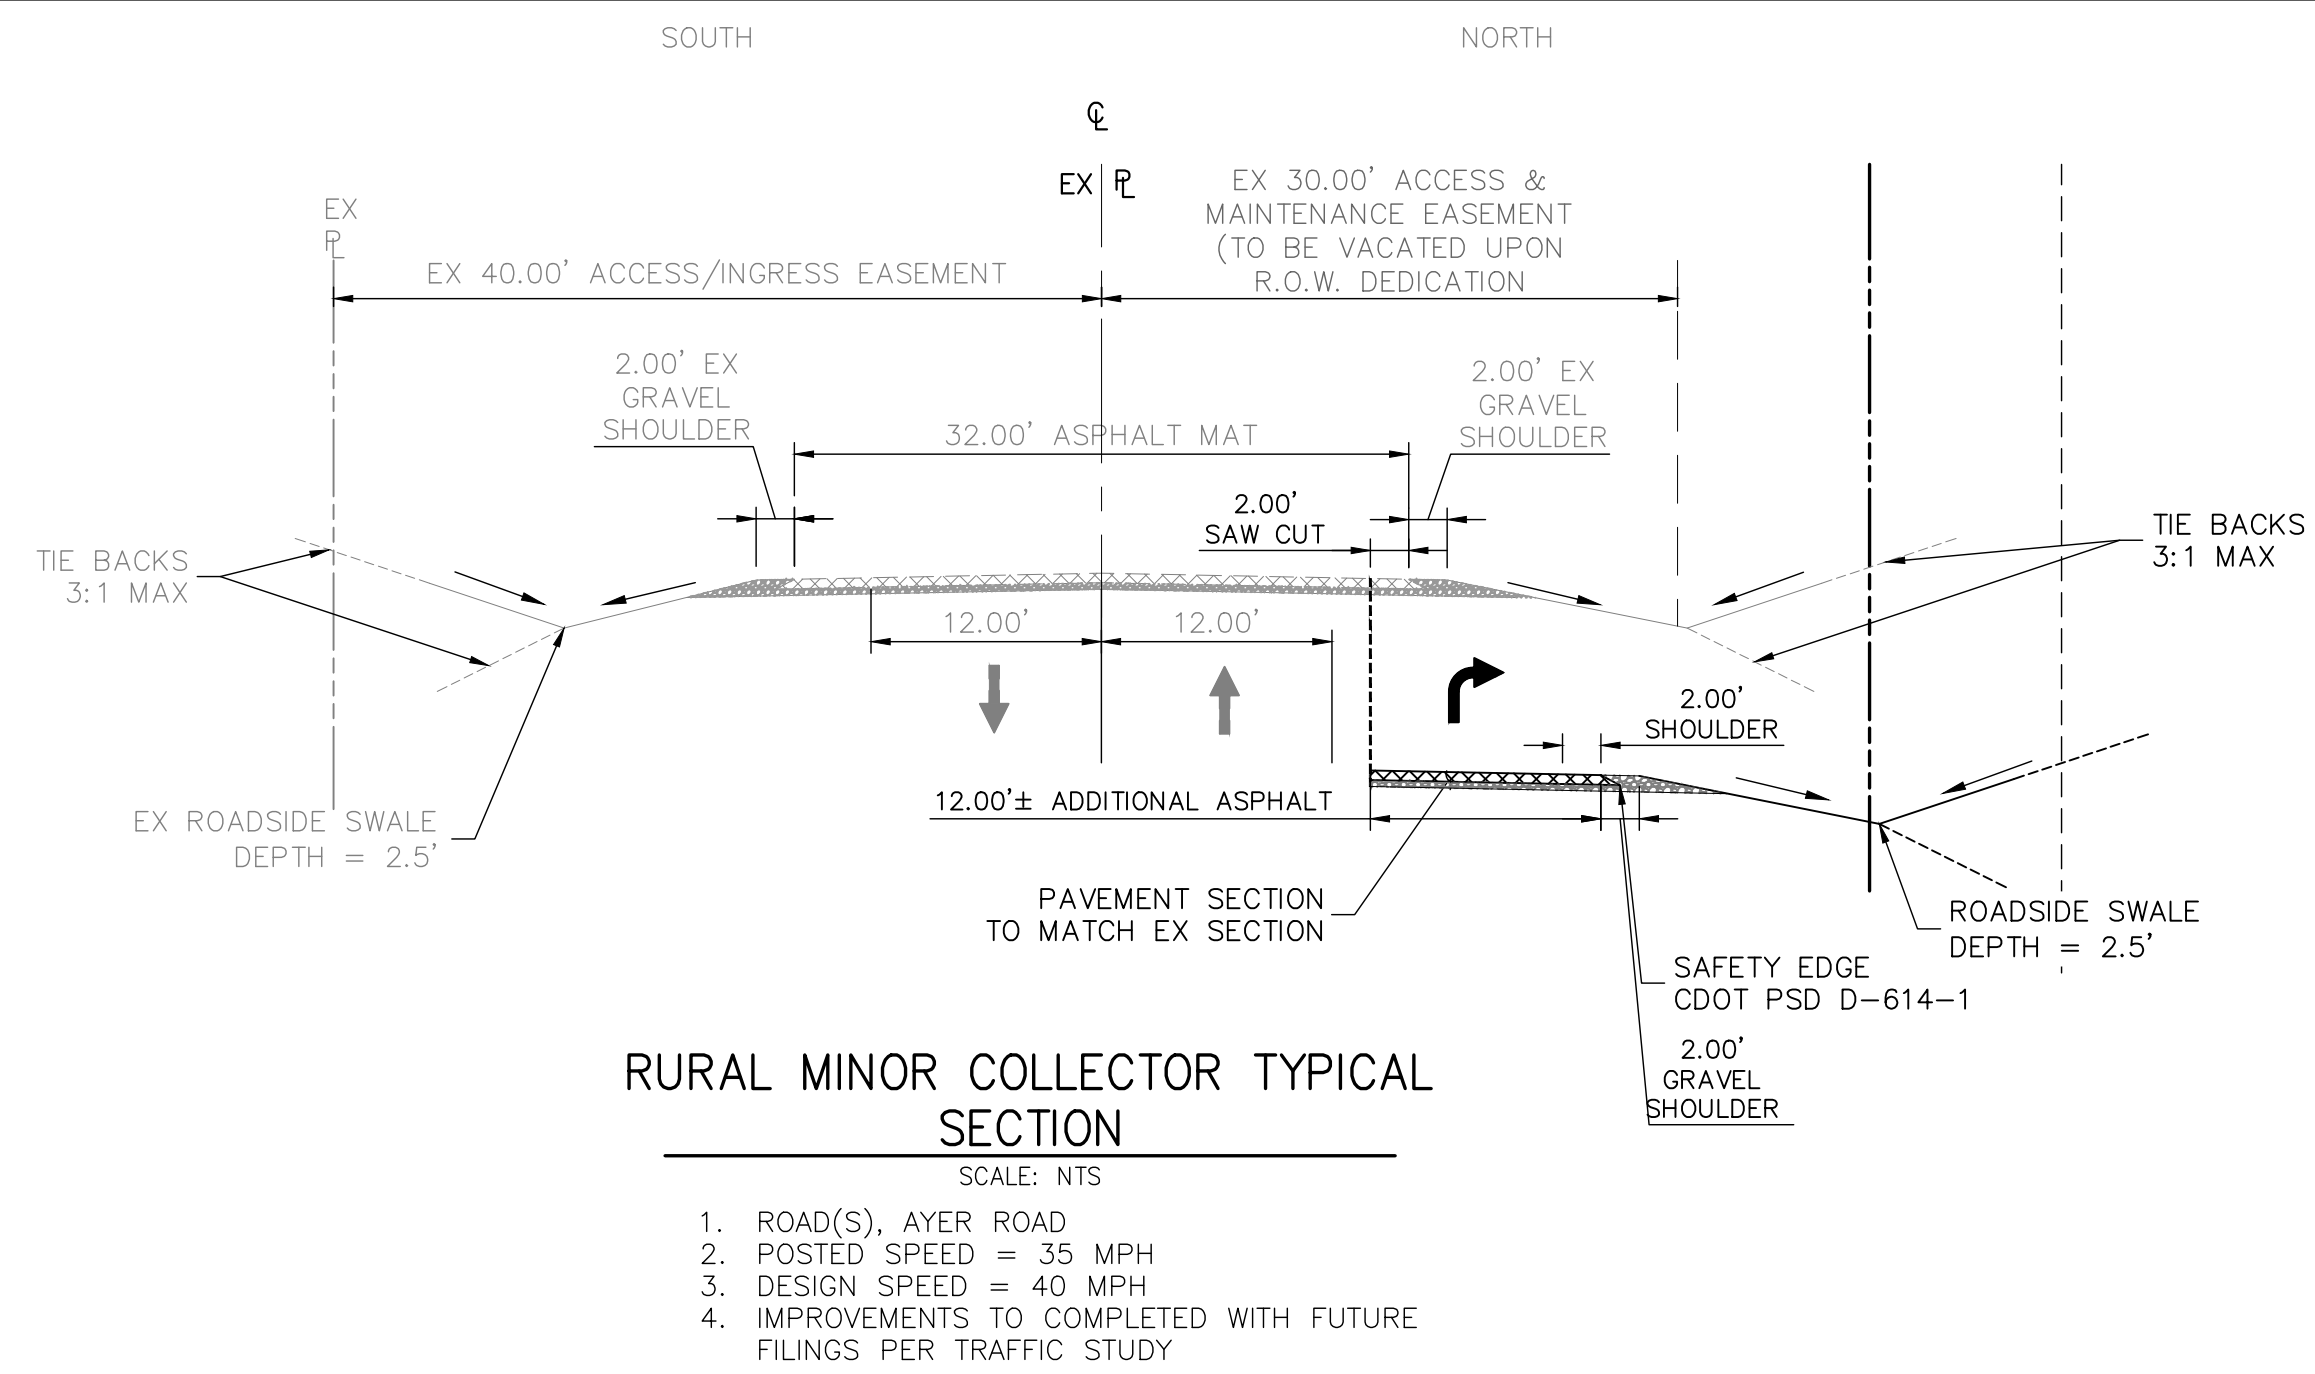 SOUTH
NORTH
℄
EX ⅊
EX
⅊
EX 40.00' ACCESS/INGRESS EASEMENT
EX 30.00' ACCESS &
MAINTENANCE EASEMENT
(TO BE VACATED UPON
R.O.W. DEDICATION
2.00' EX
GRAVEL
SHOULDER
32.00' ASPHALT MAT
2.00' EX
GRAVEL
SHOULDER
2.00'
SAW CUT
TIE BACKS
3:1 MAX
TIE BACKS
3:1 MAX
12.00'
12.00'
2.00'
SHOULDER
12.00'± ADDITIONAL ASPHALT
EX ROADSIDE SWALE
DEPTH = 2.5'
PAVEMENT SECTION
TO MATCH EX SECTION
ROADSIDE SWALE
DEPTH = 2.5'
SAFETY EDGE
CDOT PSD D-614-1
2.00'
GRAVEL
SHOULDER
RURAL MINOR COLLECTOR TYPICAL
SECTION
SCALE: NTS
1. ROAD(S), AYER ROAD
2. POSTED SPEED = 35 MPH
3. DESIGN SPEED = 40 MPH
4. IMPROVEMENTS TO COMPLETED WITH FUTURE
FILINGS PER TRAFFIC STUDY